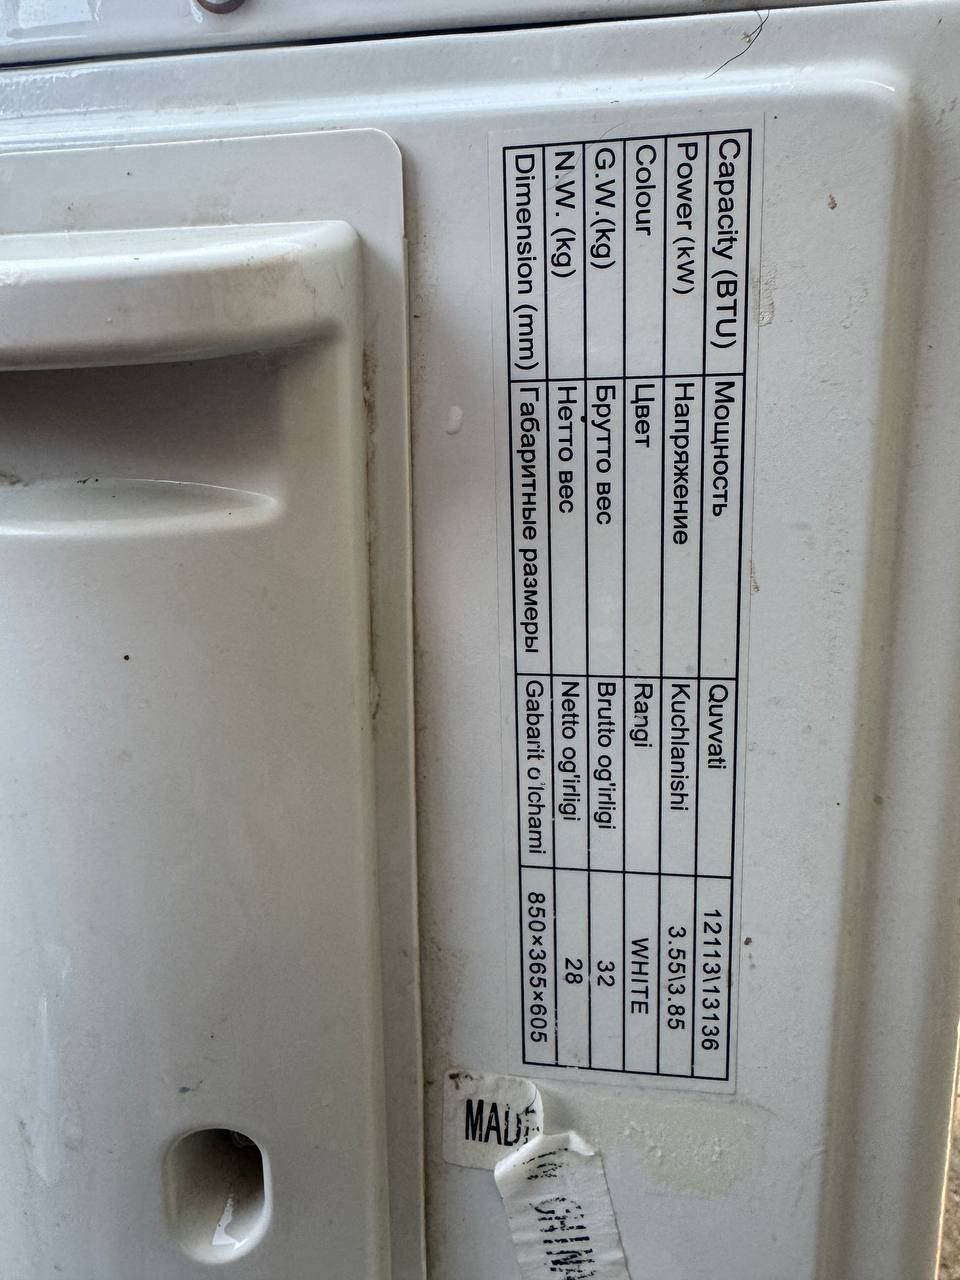 Capacity (BTU) Мощность Quvvati 12113\13136
Power (kW) Напряжение Kuchlanishi 3.55\3.85
Colour Цвет Rangi WHITE
G.W.(kg) Брутто вес Brutto og'irligi 32
N.W. (kg) Нетто вес Netto og'irligi 28
Dimension (mm) Габаритные размеры Gabarit o'lchami 850×365×605
MADE IN CHINA